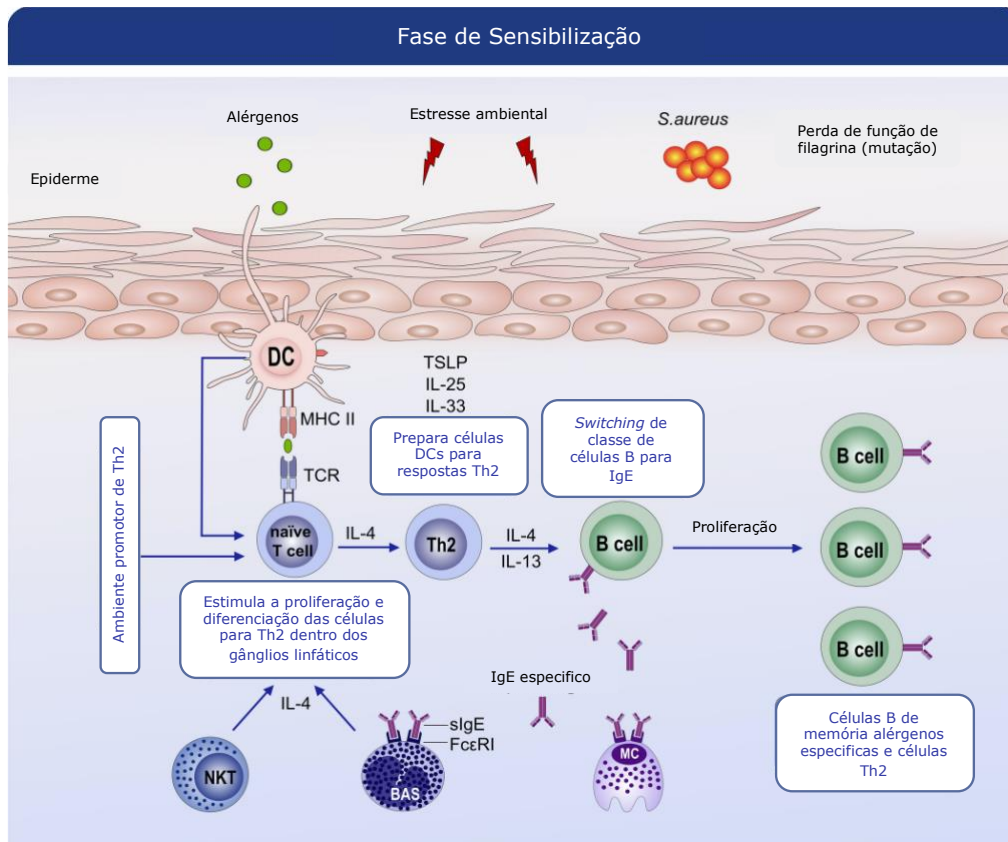 Fase de Sensibilização
Alérgenos
Estresse ambiental
S.aureus
Perda de função de
filagrina (mutação)
Epiderme
DC
TSLP
IL-25
IL-33
MHC II
TCR
Ambiente promotor de Th2
Prepara células
DCs para
respostas Th2
Switching de
classe de
células B para
IgE
B cell
naïve
T cell
IL-4
Th2
IL-4
IL-13
B cell
Proliferação
B cell
B cell
Estimula a proliferação e
diferenciação das células
para Th2 dentro dos
gânglios linfáticos
IgE especifico
IL-4
sIgE
FcεRI
NKT
BAS
MC
Células B de
memória alérgenos
especificas e células
Th2